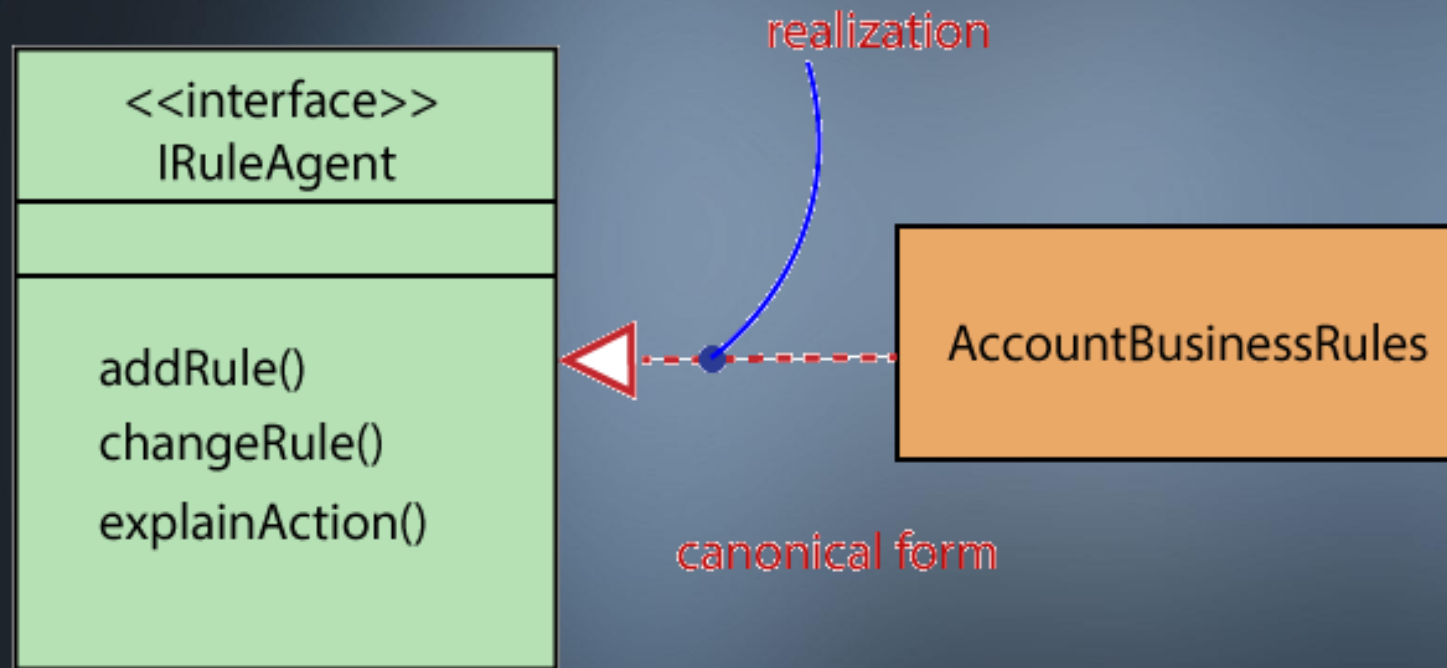 realization
<<interface>>
IRuleAgent
addRule()
changeRule()
explainAction()
AccountBusinessRules
canonical form